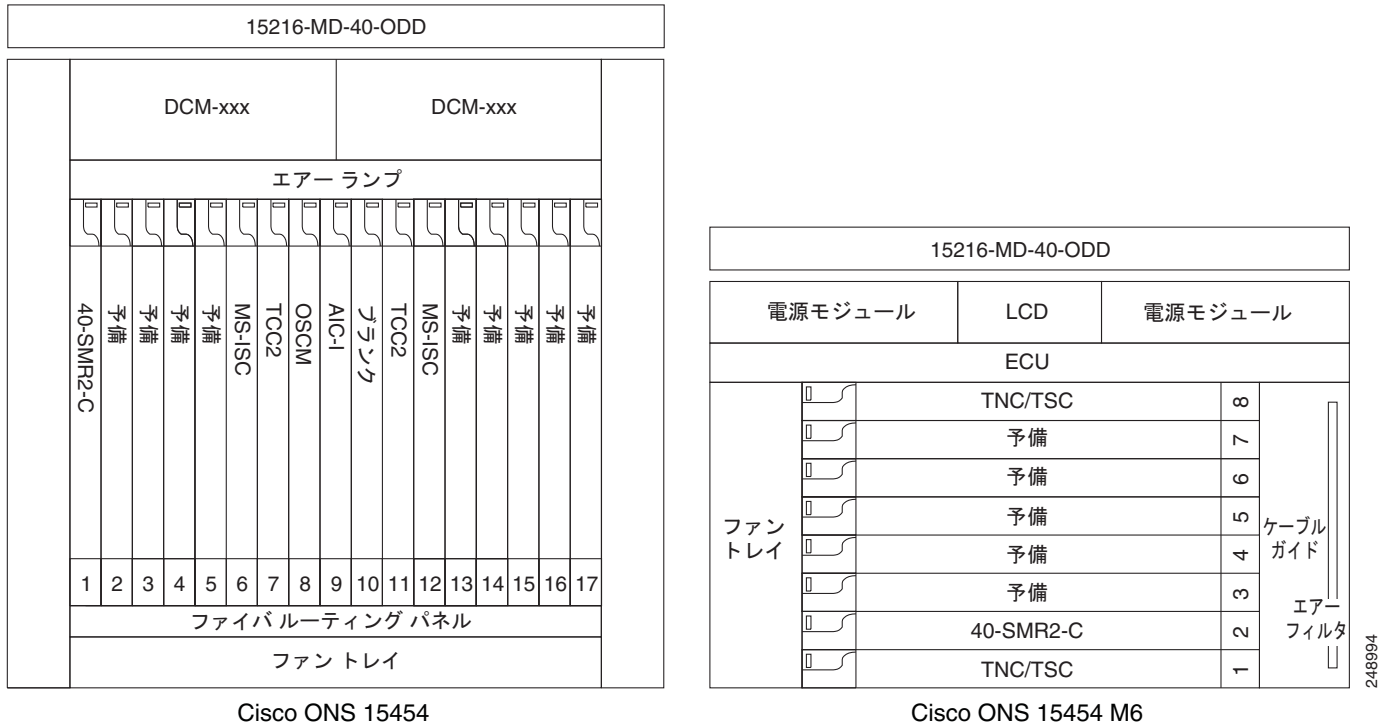 15216-MD-40-ODD
DCM-xxx
DCM-xxx
エアー ランプ
40-SMR2-C
予備
予備
予備
予備
MS-ISC
TCC2
OSCM
AIC-I
ブランク
TCC2
MS-ISC
予備
予備
予備
予備
予備
1 2 3 4 5 6 7 8 9 10 11 12 13 14 15 16 17
ファイバ ルーティング パネル
ファン トレイ
Cisco ONS 15454
15216-MD-40-ODD
電源モジュール
LCD
電源モジュール
ECU
ファン
トレイ
TNC/TSC 8
予備 7
予備 6
予備 5
予備 4
予備 3
40-SMR2-C 2
TNC/TSC 1
ケーブル
ガイド
エアー
フィルタ
248994
Cisco ONS 15454 M6